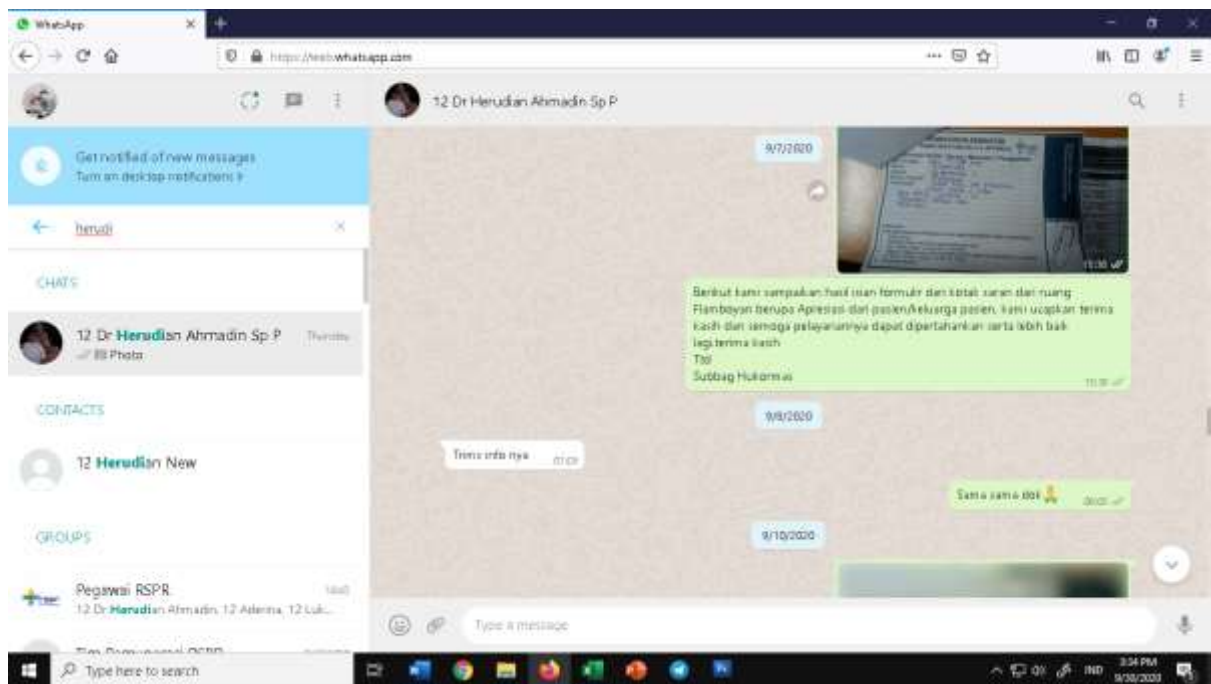 WhatsApp
https://web.whatsapp.com
12 Dr Herudian Ahmadin Sp P
Get notified of new messages
Turn on desktop notifications
herudi
CHATS
12 Dr Herudian Ahmadin Sp P
Thursday
Photo
CONTACTS
12 Herudian New
GROUPS
Pegawai RSPR
12 Dr Herudian Ahmadin, 12 Aderina, 12 Luk...
9/7/2020
Berikut kami sampaikan hasil isian formulir dan kotak saran dari ruang
Flamboyan berupa Apresiasi dari pasien/keluarga pasien, kami ucapkan terima
kasih dan semoga pelayanannya dapat dipertahankan serta lebih baik
lagi.terima kasih
Ttd
Subbag Hukormas
Trims info nya
Sama sama dok
9/10/2020
Type a message
Type here to search
IND
3:34 PM
9/30/2020